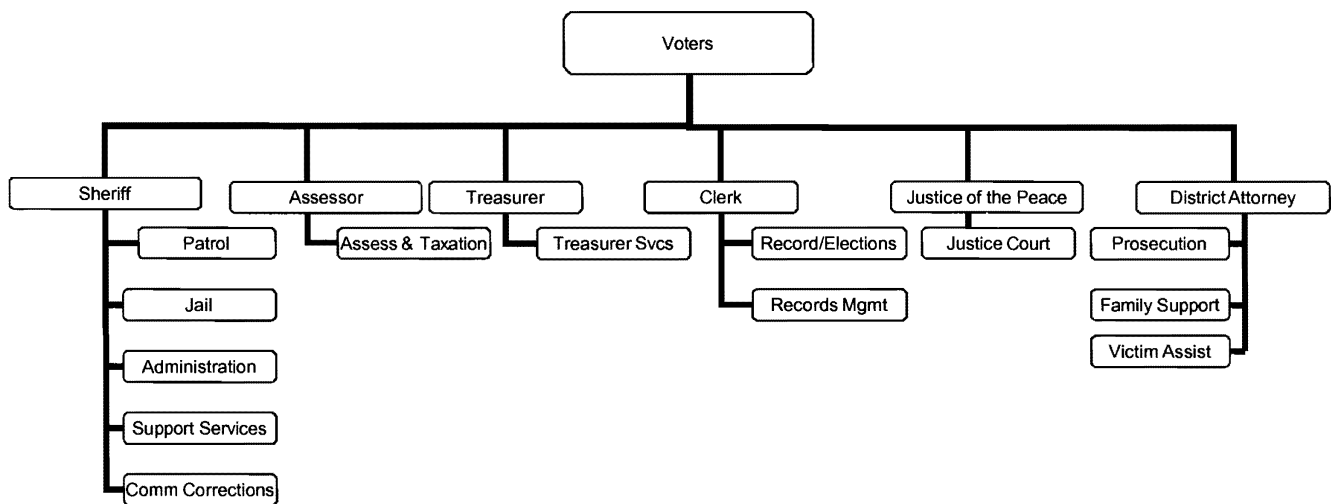 Voters
Sheriff
Assessor
Treasurer
Clerk
Justice of the Peace
District Attorney
Patrol
Assess & Taxation
Treasurer Svcs
Record/Elections
Justice Court
Prosecution
Jail
Records Mgmt
Family Support
Administration
Victim Assist
Support Services
Comm Corrections